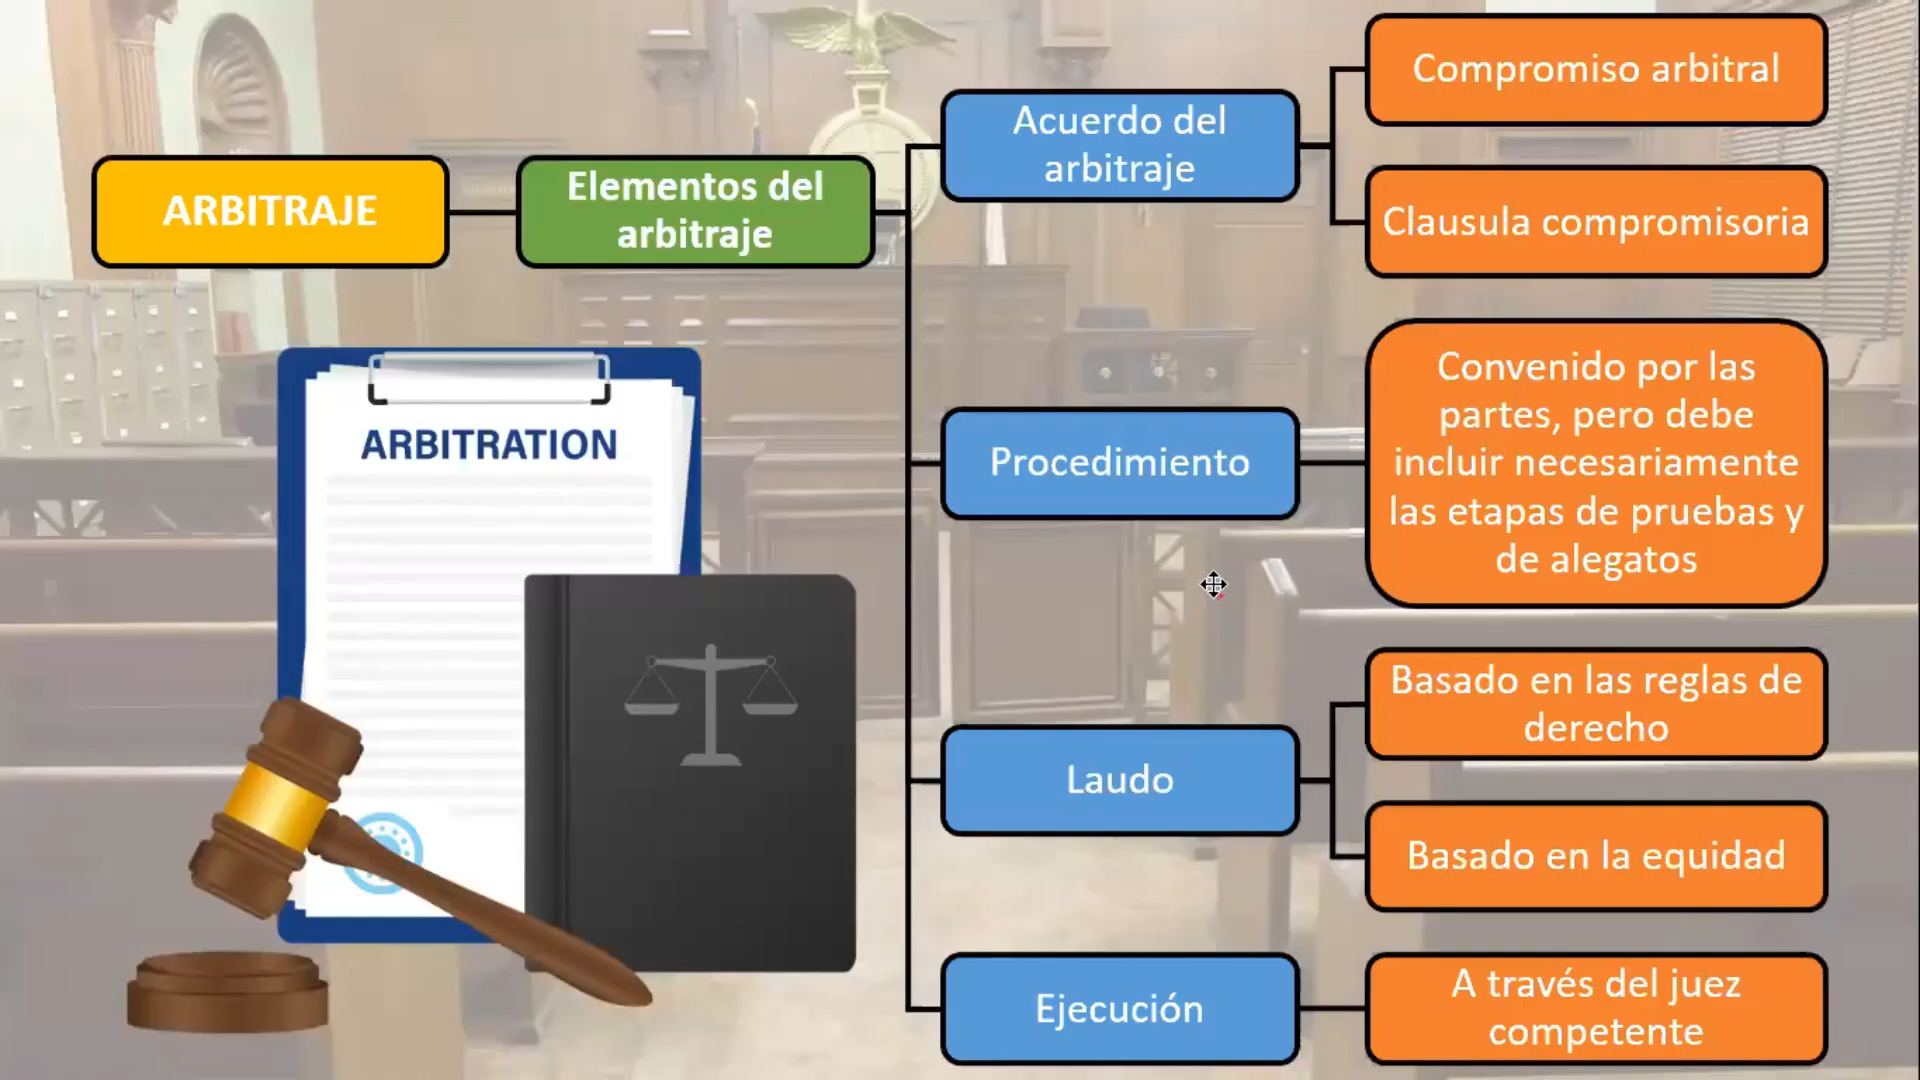 ARBITRAJE
Elementos del
arbitraje
Acuerdo del
arbitraje
Compromiso arbitral
Clausula compromisoria
Procedimiento
Convenido por las
partes, pero debe
incluir necesariamente
las etapas de pruebas y
de alegatos
Laudo
Basado en las reglas de
derecho
Basado en la equidad
Ejecución
A través del juez
competente
ARBITRATION